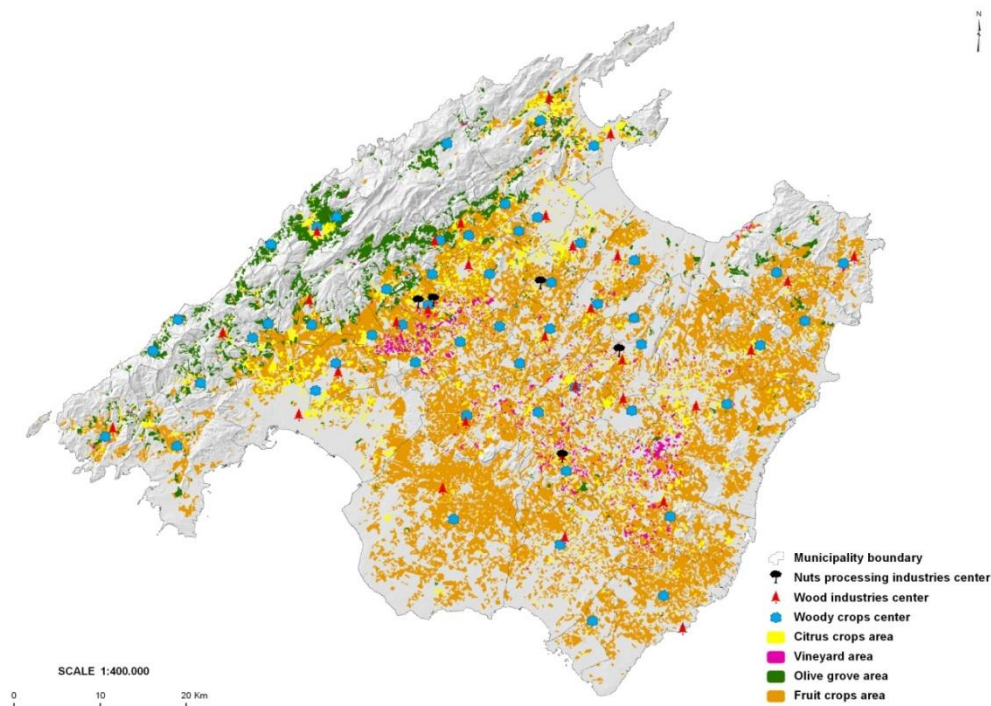 N
Municipality boundary
Nuts processing industries center
Wood industries center
Woody crops center
Citrus crops area
Vineyard area
Olive grove area
Fruit crops area
SCALE 1:400.000
0 10 20 Km